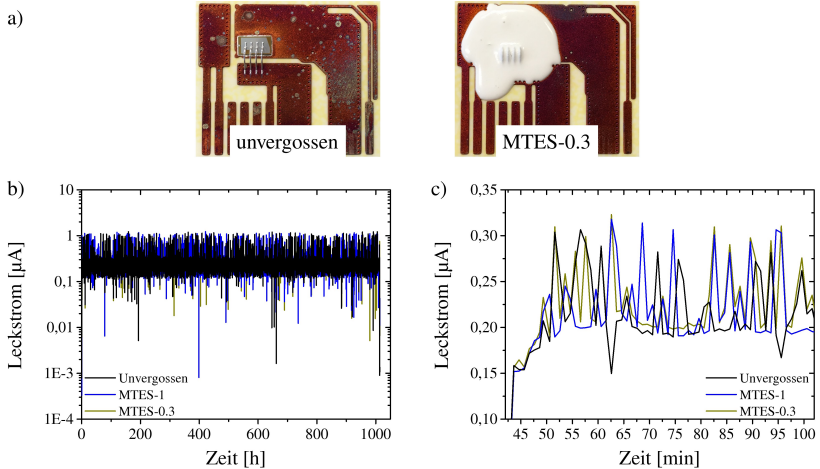 a)
unvergossen
MTES-0.3
b)
Leckstrom [µA]
10
1
0,1
0,01
1E-3
1E-4
Unvergossen
MTES-1
MTES-0.3
0 200 400 600 800 1000
Zeit [h]
c)
Leckstrom [µA]
0,35
0,30
0,25
0,20
0,15
0,10
Unvergossen
MTES-1
MTES-0.3
45 50 55 60 65 70 75 80 85 90 95 100
Zeit [min]